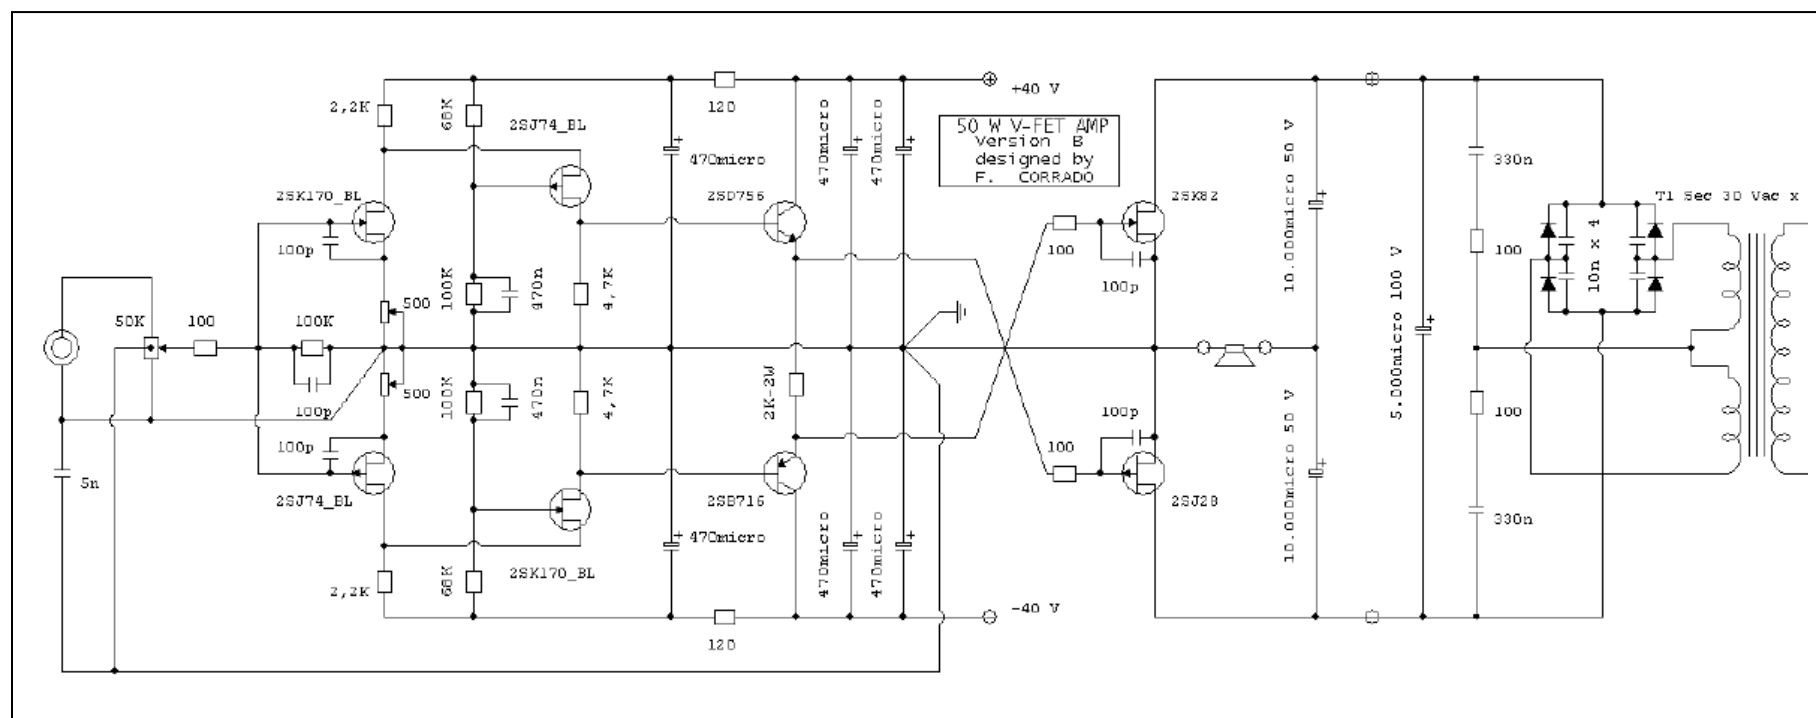 +40 V
120
2,2K
68K
2SJ74_BL
470micro
470micro
470micro
50 W V-FET AMP
Version B
designed by
F. CORRADO
10.000micro 50 V
330n
2SK170_BL
2SD756
2SK82
T1 Sec 30 Vac x
100p
100
100
10n x 4
100p
5.000micro 100 V
500
100K
470n
4,7K
50K
100
100K
500
100K
470n
4,7K
2K-2W
100p
100p
100
100p
100
10.000micro 50 V
5n
2SJ74_BL
2SB716
2SJ28
330n
470micro
470micro
470micro
2SK170_BL
2,2K
68K
-40 V
120